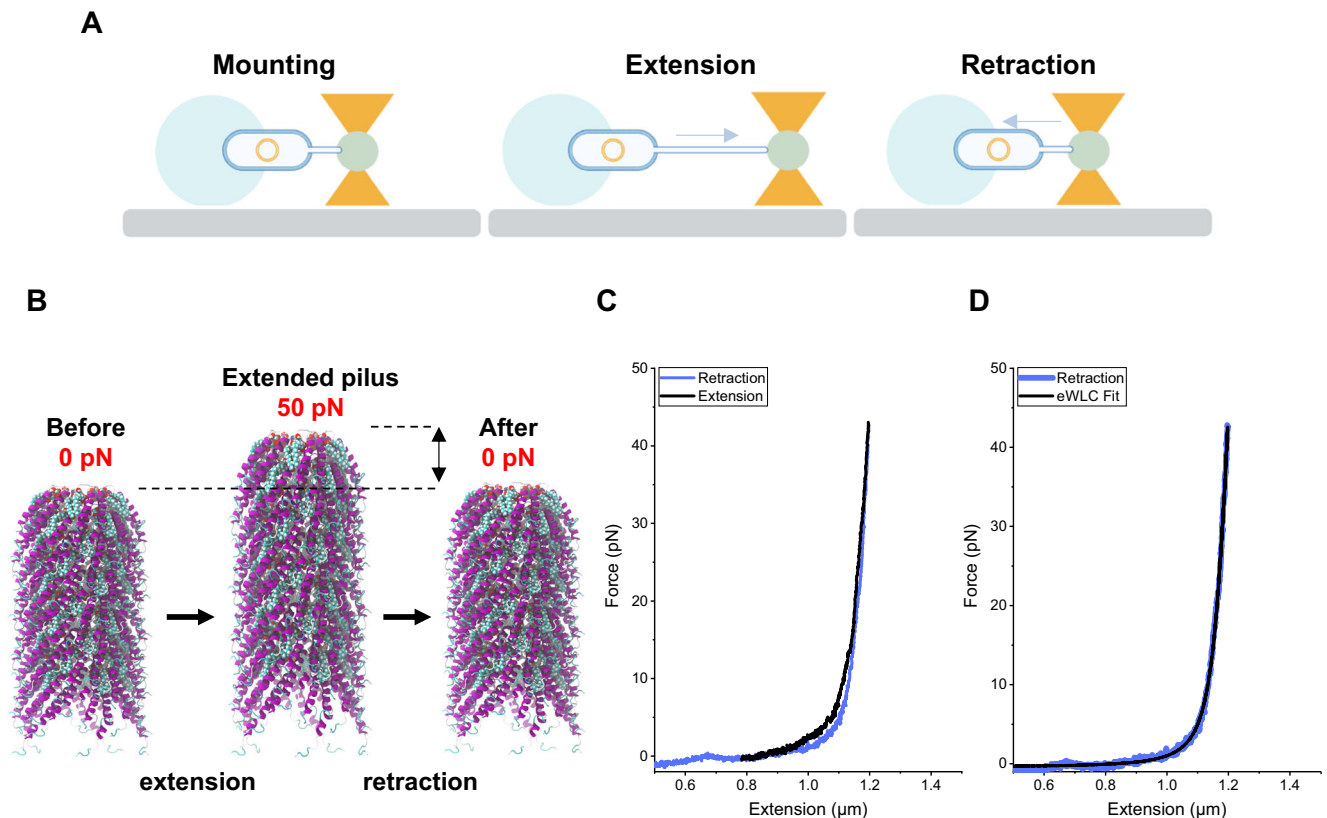 A
Mounting
Extension
Retraction
B
Before
0 pN
Extended pilus
50 pN
After
0 pN
extension
retraction
C
Retraction
Extension
50
40
30
20
10
0
Force (pN)
0.6
0.8
1.0
1.2
1.4
Extension (μm)
D
Retraction
eWLC Fit
50
40
30
20
10
0
Force (pN)
0.6
0.8
1.0
1.2
1.4
Extension (μm)